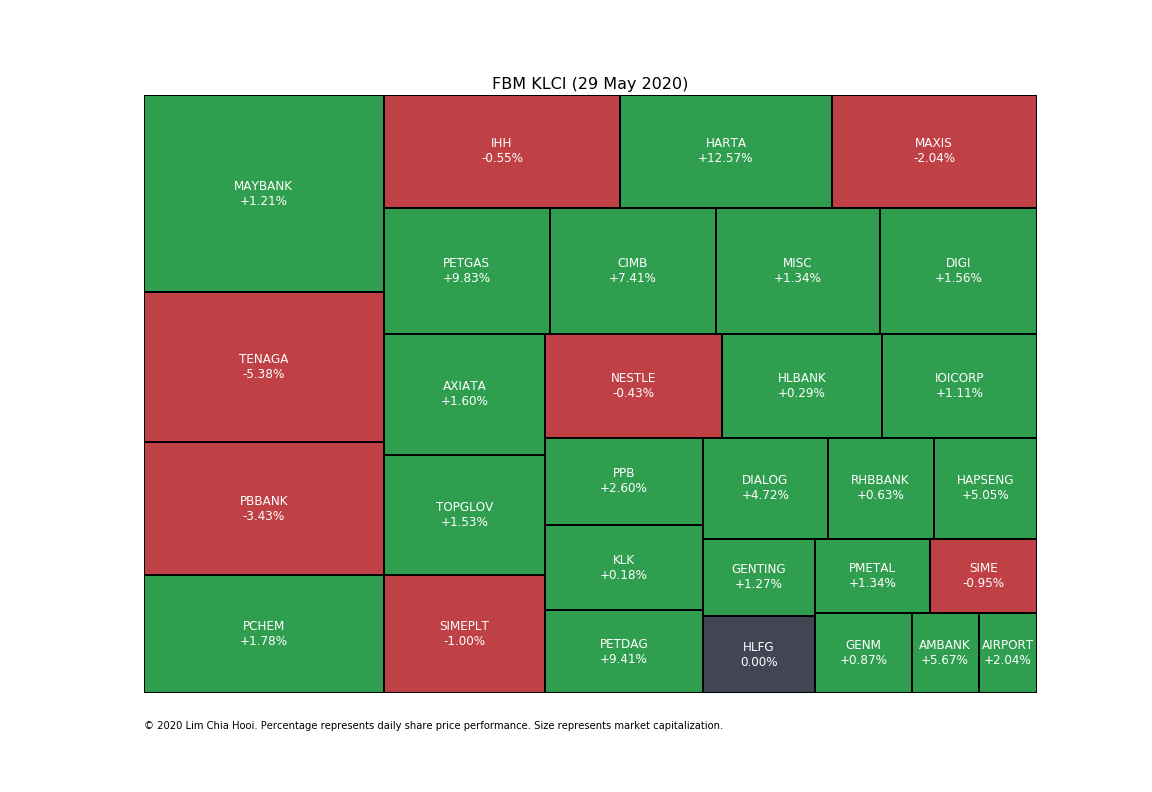 FBM KLCI (29 May 2020)
MAYBANK
+1.21%
TENAGA
-5.38%
PBBANK
-3.43%
PCHEM
+1.78%
IHH
-0.55%
HARTA
+12.57%
MAXIS
-2.04%
PETGAS
+9.83%
CIMB
+7.41%
MISC
+1.34%
DIGI
+1.56%
AXIATA
+1.60%
TOPGLOV
+1.53%
SIMEPLT
-1.00%
NESTLE
-0.43%
HLBANK
+0.29%
IOICORP
+1.11%
PPB
+2.60%
KLK
+0.18%
PETDAG
+9.41%
DIALOG
+4.72%
RHBBANK
+0.63%
HAPSENG
+5.05%
GENTING
+1.27%
HLFG
0.00%
PMETAL
+1.34%
SIME
-0.95%
GENM
+0.87%
AMBANK
+5.67%
AIRPORT
+2.04%
© 2020 Lim Chia Hooi. Percentage represents daily share price performance. Size represents market capitalization.